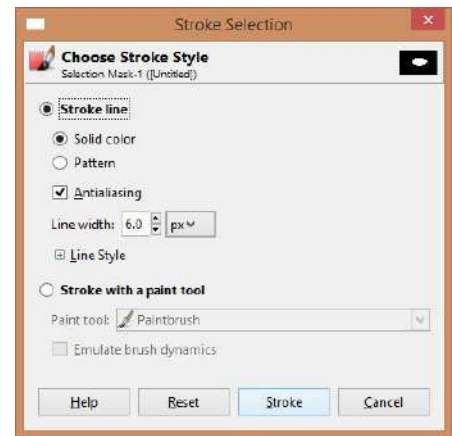 Stroke Selection
Choose Stroke Style
Selection Mask-1 ([Untitled])
Stroke line
Solid color
Pattern
Antialiasing
Line width: 6.0 px
Line Style
Stroke with a paint tool
Paint tool: Paintbrush
Emulate brush dynamics
Help Reset Stroke Cancel